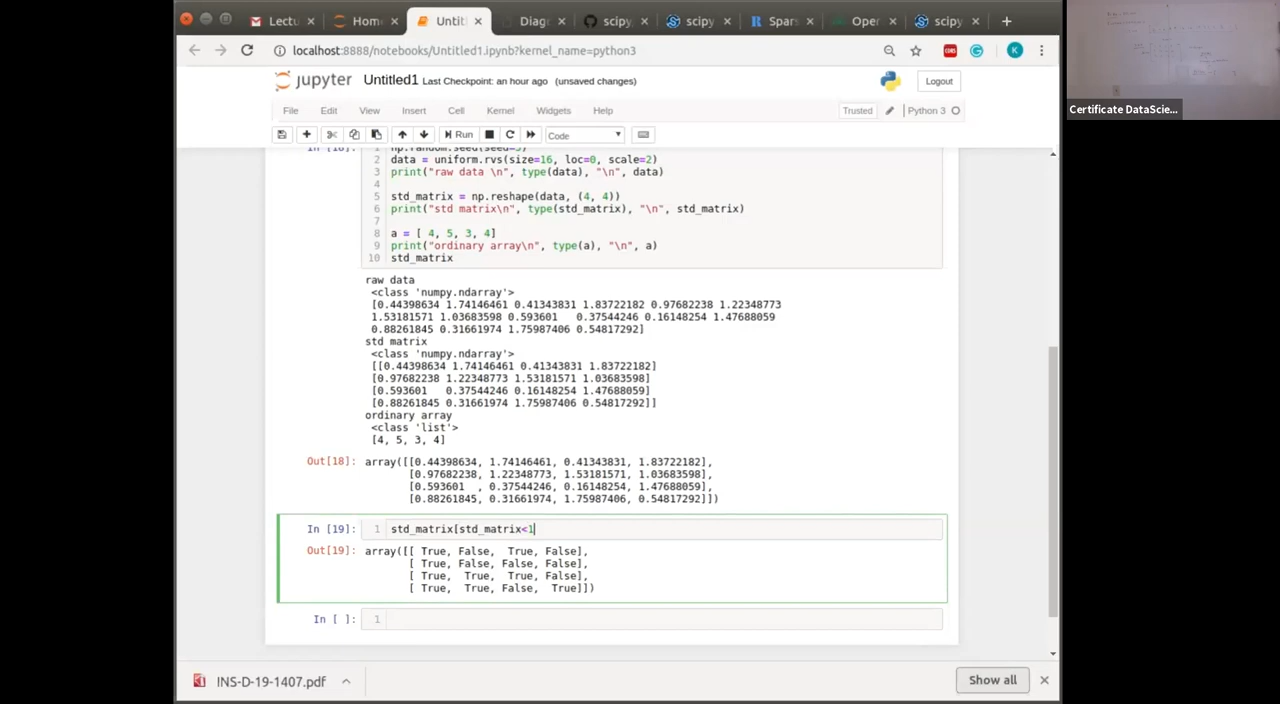 Lectu
Home
Untitl
Diagc
scipy,
scipy
Spars
Oper
scipy
localhost:8888/notebooks/Untitled1.ipynb?kernel_name=python3
CORS
K
jupyter Untitled1 Last Checkpoint: an hour ago (unsaved changes)
Logout
File Edit View Insert Cell Kernel Widgets Help
Trusted
Python 3
Run
Code
In [18]: 1 np.random.seed(seed=5)
2 data = uniform.rvs(size=16, loc=0, scale=2)
3 print("raw data \n", type(data), "\n", data)
4
5 std_matrix = np.reshape(data, (4, 4))
6 print("std matrix\n", type(std_matrix), "\n", std_matrix)
7
8 a = [ 4, 5, 3, 4]
9 print("ordinary array\n", type(a), "\n", a)
10 std_matrix
raw data
<class 'numpy.ndarray'>
[0.44398634 1.74146461 0.41343831 1.83722182 0.97682238 1.22348773
1.53181571 1.03683598 0.593601 0.37544246 0.16148254 1.47688059
0.88261845 0.31661974 1.75987406 0.54817292]
std matrix
<class 'numpy.ndarray'>
[[0.44398634 1.74146461 0.41343831 1.83722182]
[0.97682238 1.22348773 1.53181571 1.03683598]
[0.593601 0.37544246 0.16148254 1.47688059]
[0.88261845 0.31661974 1.75987406 0.54817292]]
ordinary array
<class 'list'>
[4, 5, 3, 4]
Out[18]: array([[0.44398634, 1.74146461, 0.41343831, 1.83722182],
[0.97682238, 1.22348773, 1.53181571, 1.03683598],
[0.593601 , 0.37544246, 0.16148254, 1.47688059],
[0.88261845, 0.31661974, 1.75987406, 0.54817292]])
In [19]: 1 std_matrix[std_matrix<1
Out[19]: array([[ True, False, True, False],
[ True, False, False, False],
[ True, True, True, False],
[ True, True, False, True]])
In [ ]: 1
INS-D-19-1407.pdf
Show all
Certificate DataScie...